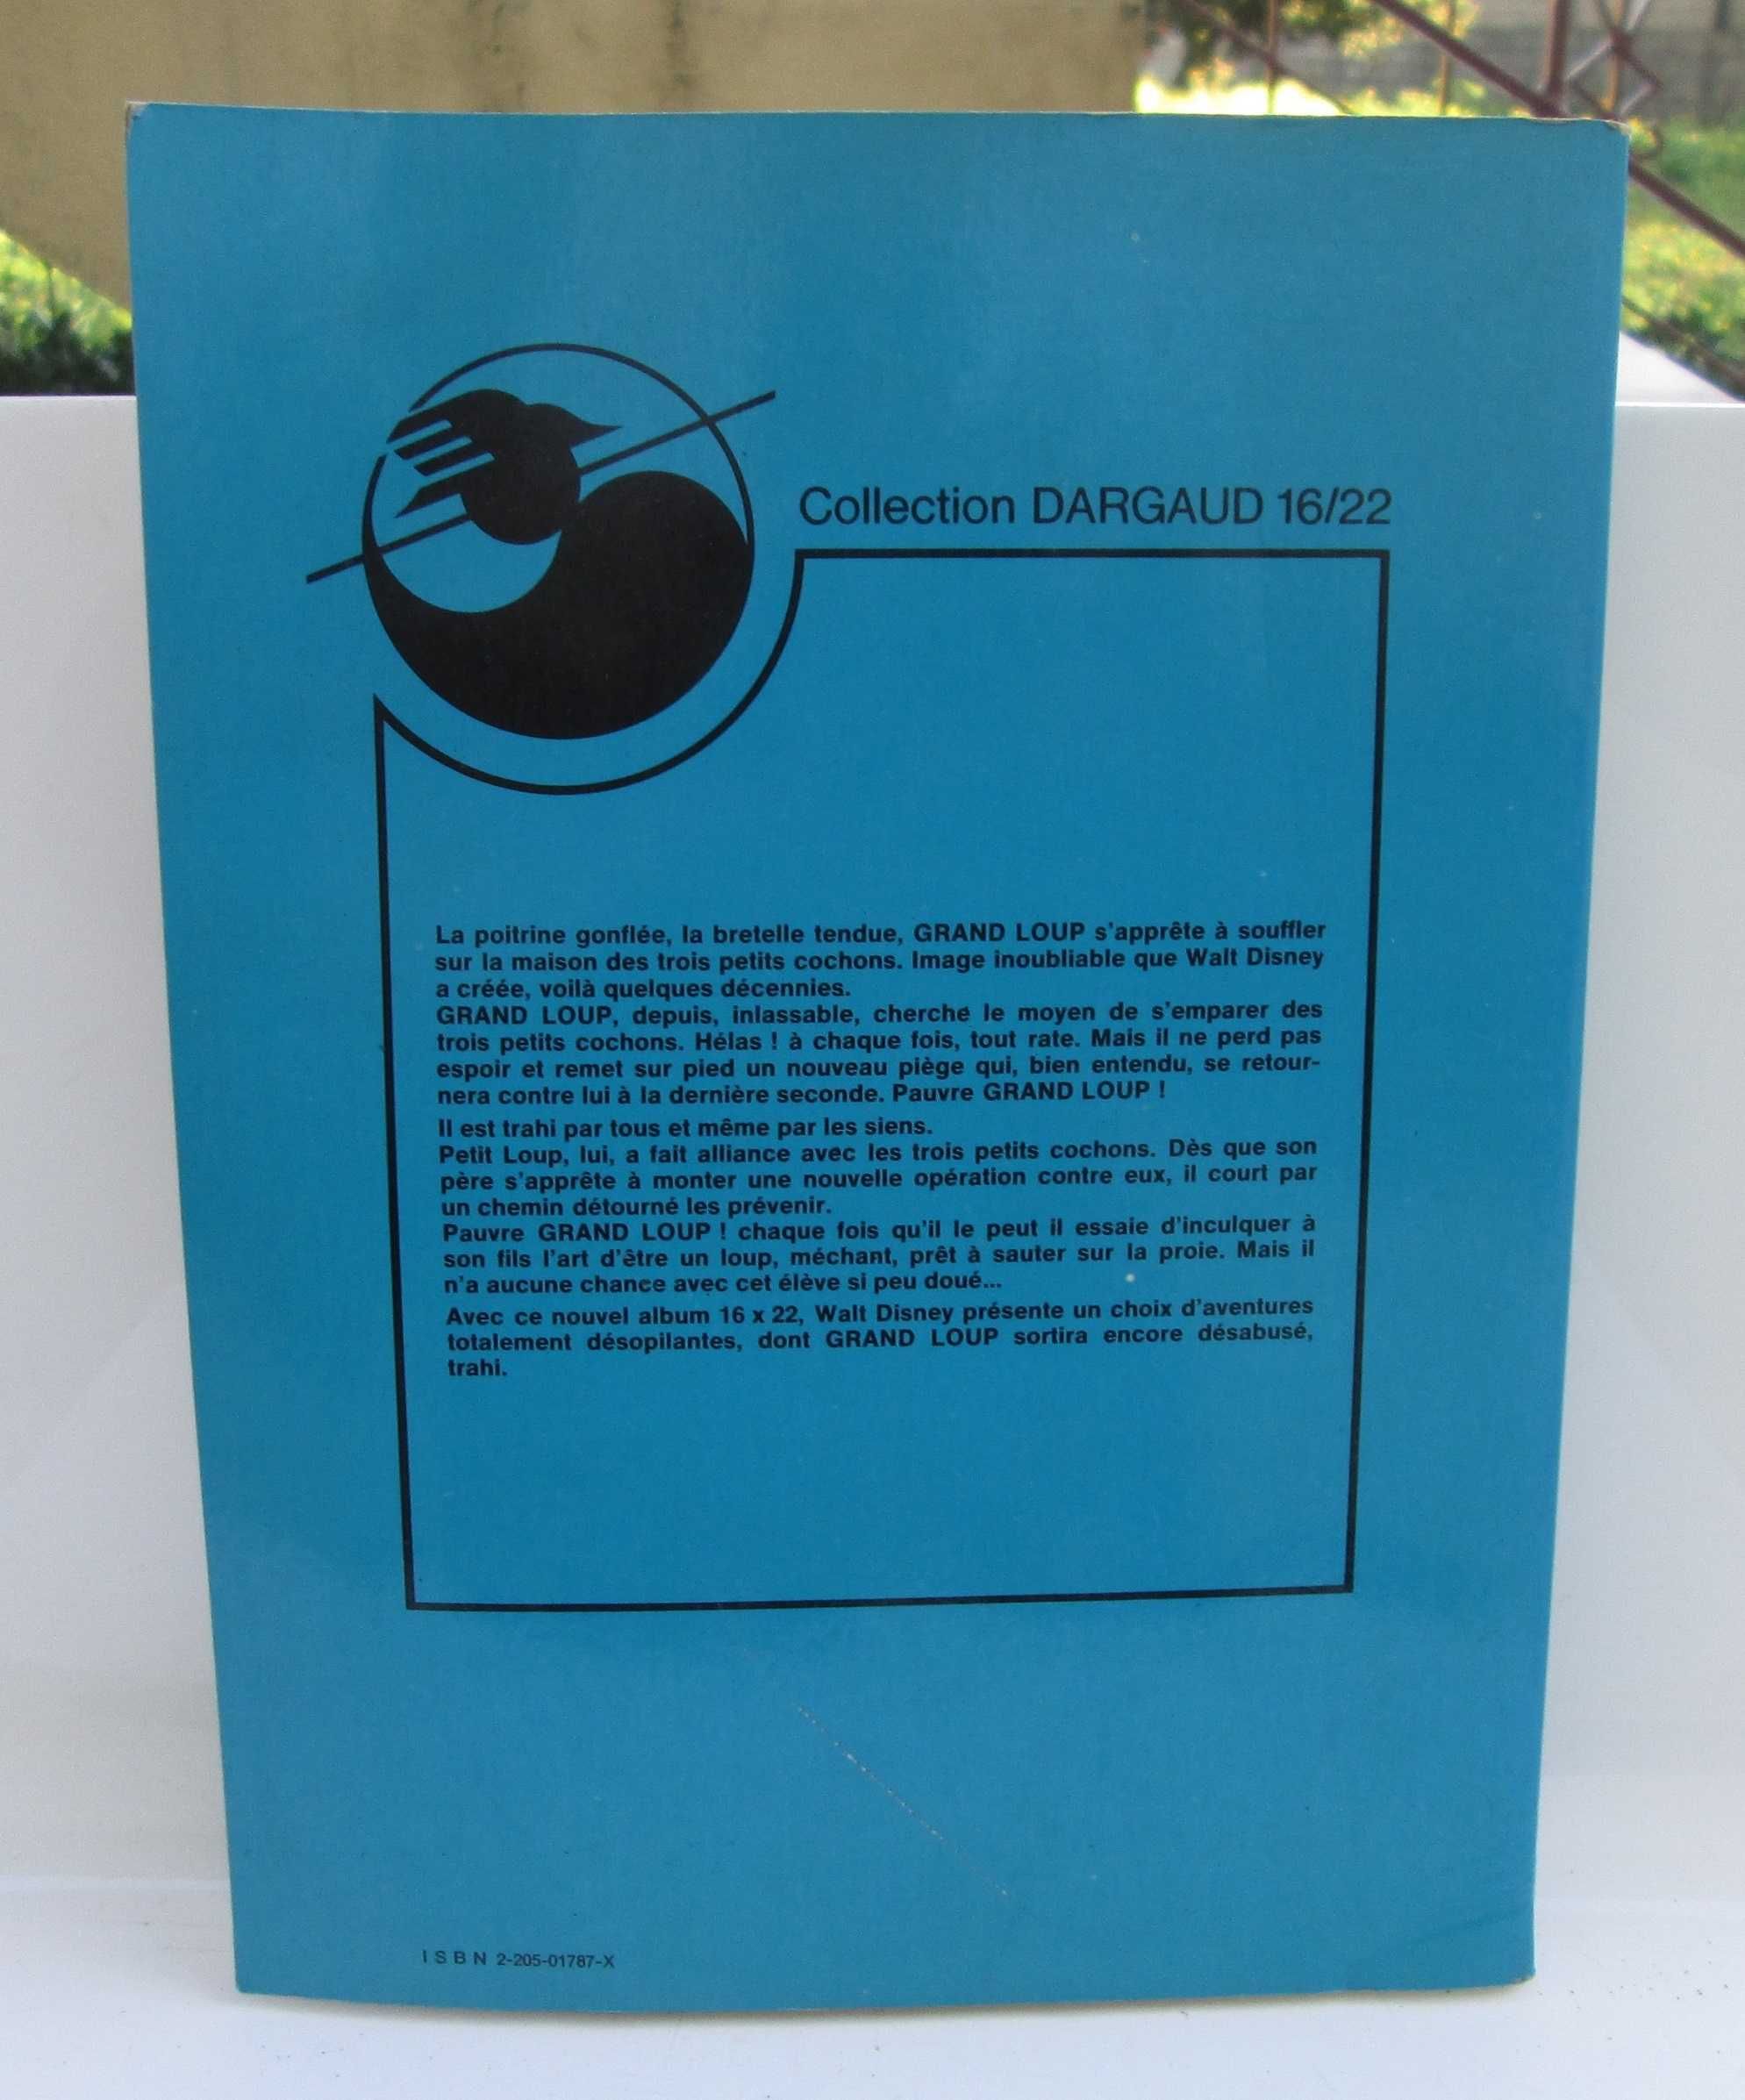 Collection DARGAUD 16/22
La poitrine gonflée, la bretelle tendue, GRAND LOUP s'apprête à souffler
sur la maison des trois petits cochons. Image inoubliable que Walt Disney
a créée, voilà quelques décennies.
GRAND LOUP, depuis, inlassable, cherche le moyen de s'emparer des
trois petits cochons. Hélas ! à chaque fois, tout rate. Mais il ne perd pas
espoir et remet sur pied un nouveau piège qui, bien entendu, se retour-
nera contre lui à la dernière seconde. Pauvre GRAND LOUP !
Il est trahi par tous et même par les siens.
Petit Loup, lui, a fait alliance avec les trois petits cochons. Dès que son
père s'apprête à monter une nouvelle opération contre eux, il court par
un chemin détourné les prévenir.
Pauvre GRAND LOUP ! chaque fois qu'il le peut il essaie d'inculquer à
son fils l'art d'être un loup, méchant, prêt à sauter sur la proie. Mais il
n'a aucune chance avec cet élève si peu doué...
Avec ce nouvel album 16 x 22, Walt Disney présente un choix d'aventures
totalement désopilantes, dont GRAND LOUP sortira encore désabusé,
trahi.
ISBN 2-205-01787-X